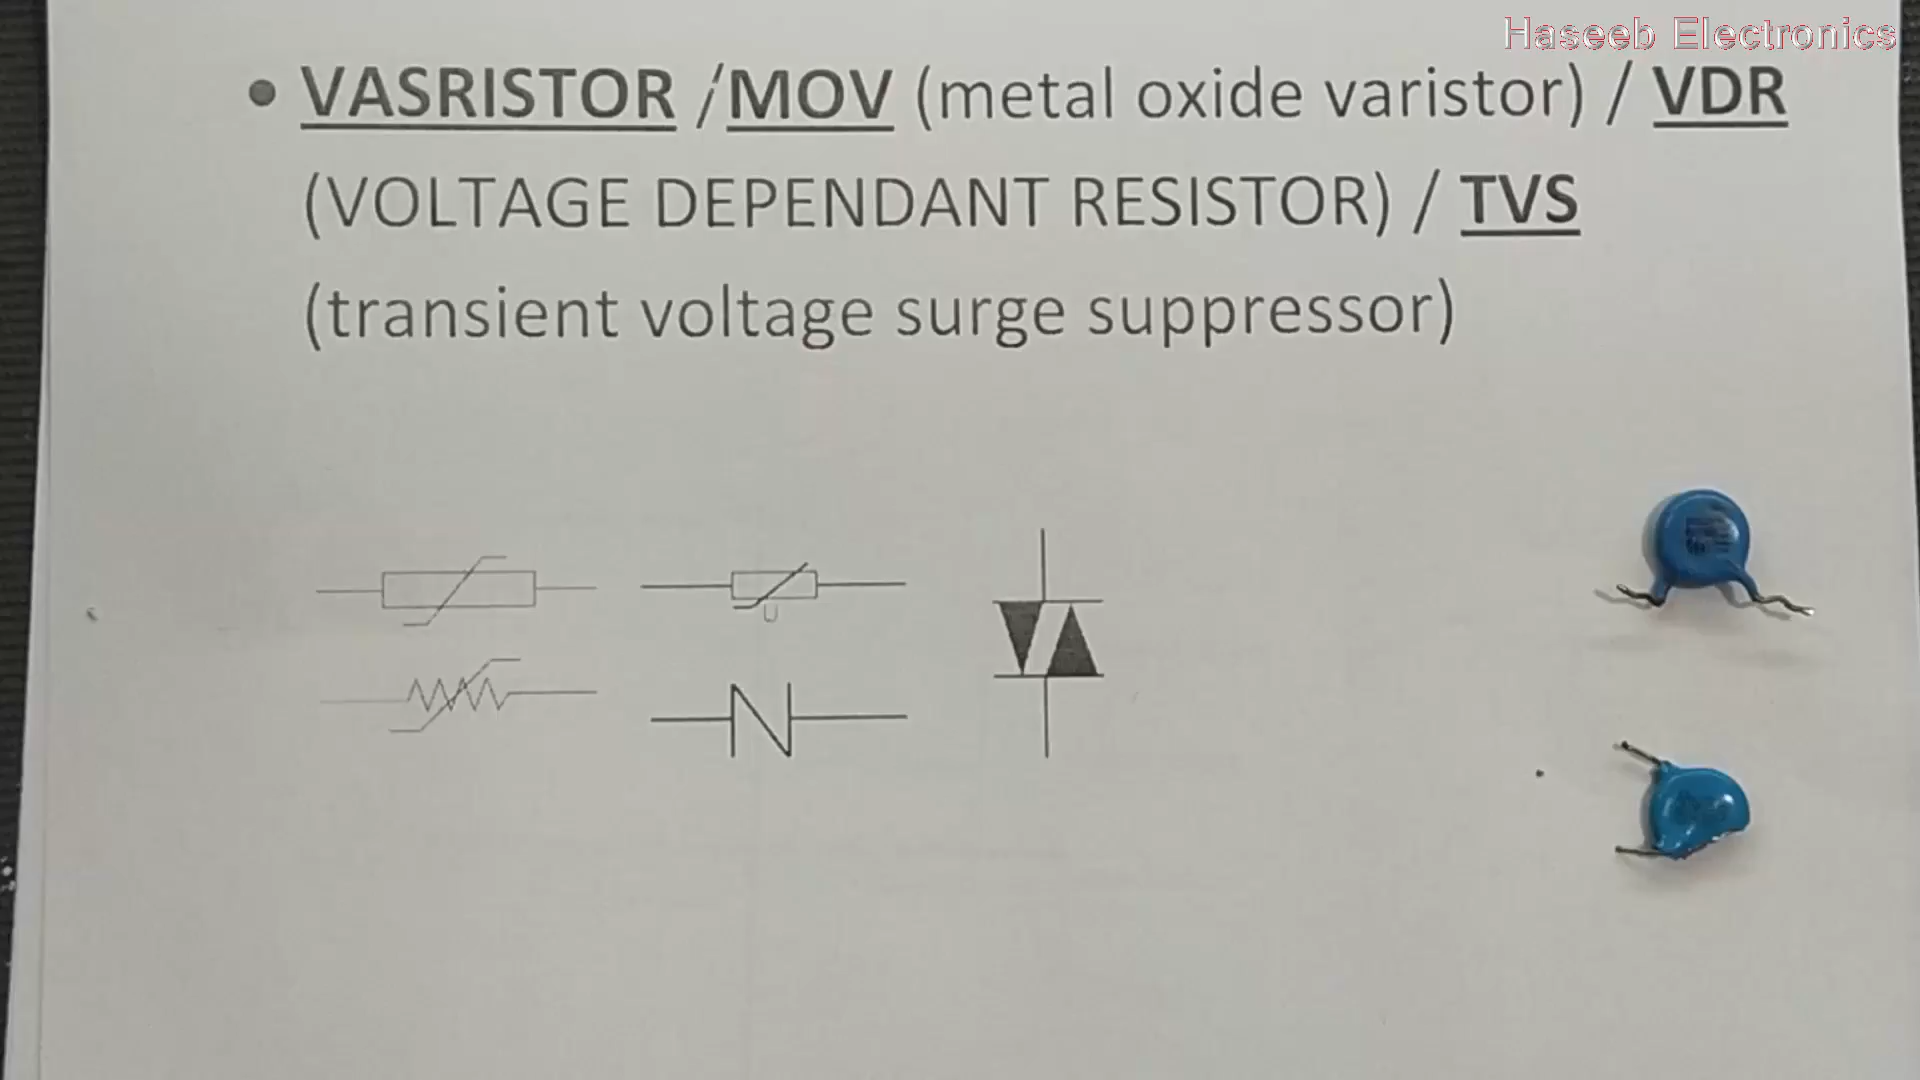 Haseeb Electronics
• VASRISTOR /MOV (metal oxide varistor) / VDR
(VOLTAGE DEPENDANT RESISTOR) / TVS
(transient voltage surge suppressor)
U